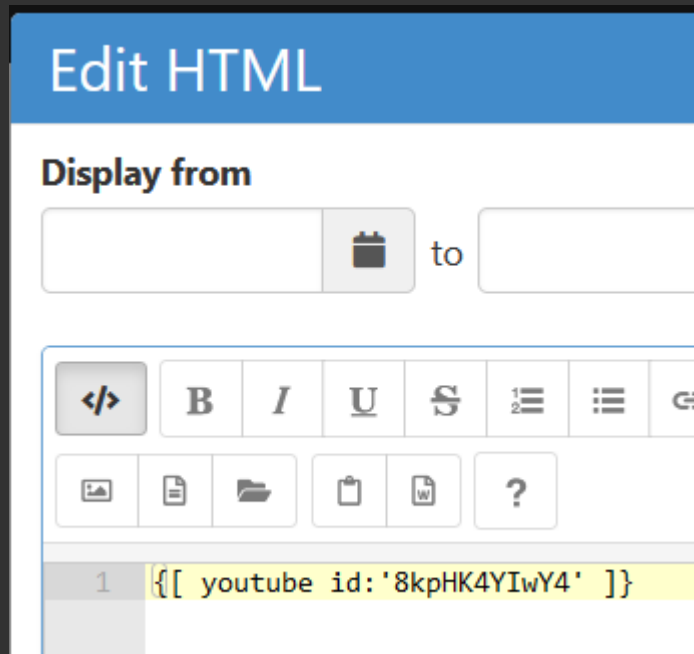 Edit HTML
Display from
to
</> B I U S
W ?
1 {[ youtube id:'8kpHK4YIwY4' ]}